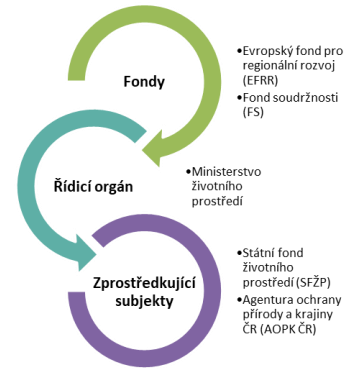 Fondy
•Evropský fond pro
regionální rozvoj
(EFRR)
•Fond soudržnosti
(FS)
Řídicí orgán
•Ministerstvo
životního
prostředí
Zprostředkující
subjekty
•Státní fond
životního
prostředí (SFŽP)
•Agentura ochrany
přírody a krajiny
ČR (AOPK ČR)